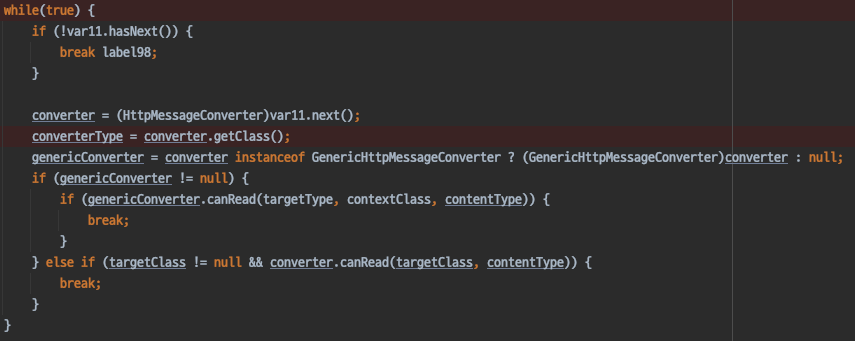 while(true) {
if (!var11.hasNext()) {
break label98;
}
converter = (HttpMessageConverter)var11.next();
converterType = converter.getClass();
genericConverter = converter instanceof GenericHttpMessageConverter ? (GenericHttpMessageConverter)converter : null;
if (genericConverter != null) {
if (genericConverter.canRead(targetType, contextClass, contentType)) {
break;
}
} else if (targetClass != null && converter.canRead(targetClass, contentType)) {
break;
}
}